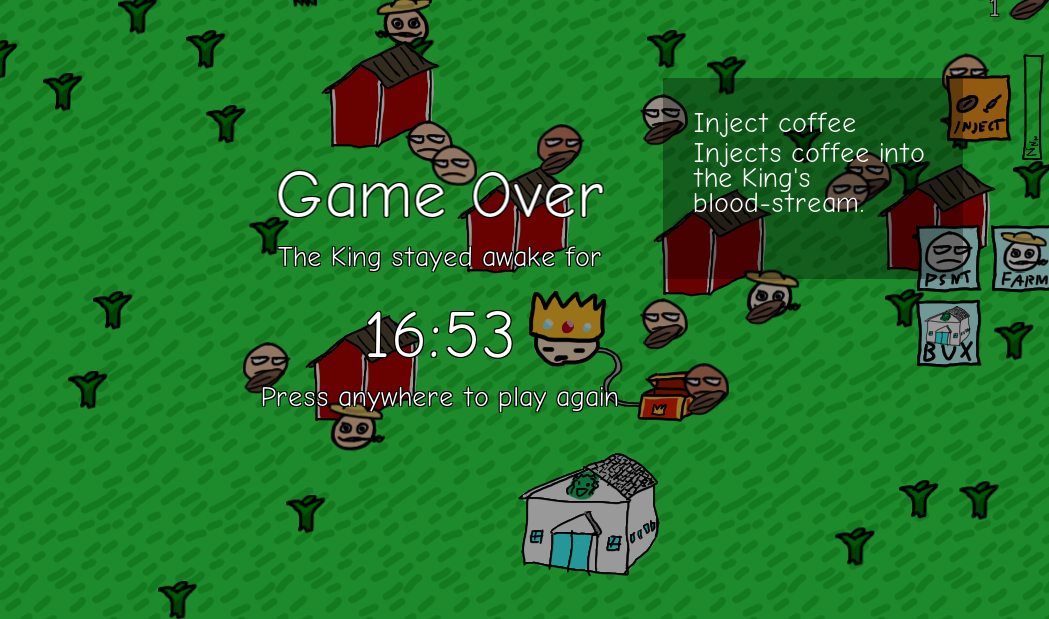 1
Inject coffee
Injects coffee into
the King's
blood-stream.
INJECT
Game Over
The King stayed awake for
16:53
Press anywhere to play again
PSNT
FARM
BUX